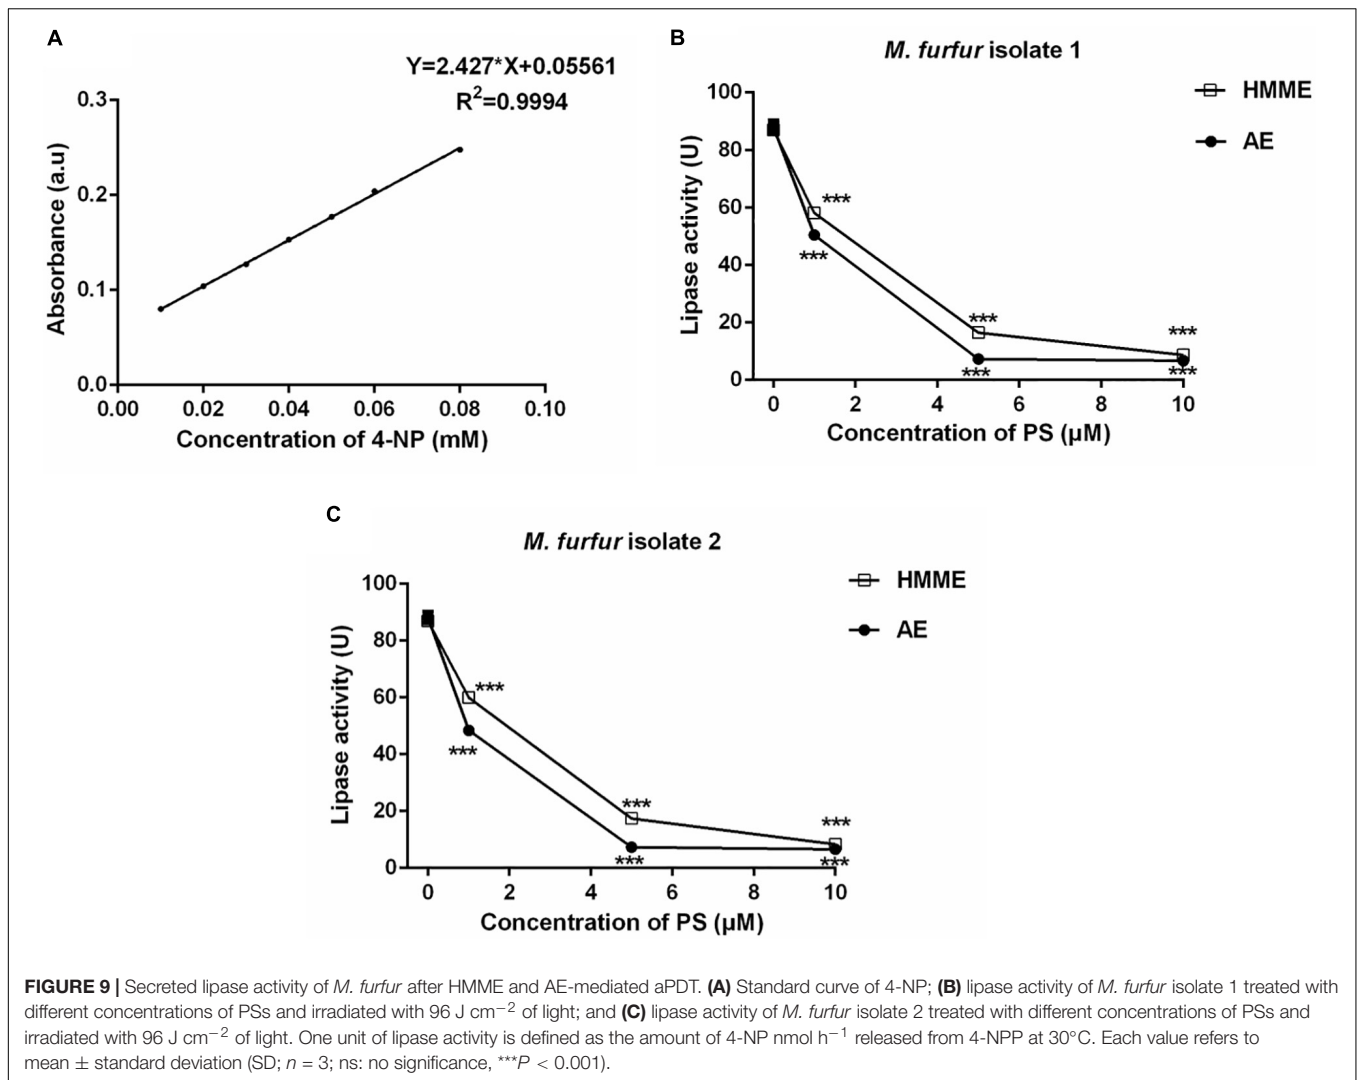 A
Y=2.427*X+0.05561
R²=0.9994
0.3
0.2
0.1
0.0
Absorbance (a.u)
0.00 0.02 0.04 0.06 0.08 0.10
Concentration of 4-NP (mM)
B
M. furfur isolate 1
HMME
AE
100
80
60
40
20
0
Lipase activity (U)
***
***
***
***
***
***
0 2 4 6 8 10
Concentration of PS (µM)
C
M. furfur isolate 2
HMME
AE
100
80
60
40
20
0
Lipase activity (U)
***
***
***
***
***
***
0 2 4 6 8 10
Concentration of PS (µM)
FIGURE 9 | Secreted lipase activity of M. furfur after HMME and AE-mediated aPDT. (A) Standard curve of 4-NP; (B) lipase activity of M. furfur isolate 1 treated with
different concentrations of PSs and irradiated with 96 J cm⁻² of light; and (C) lipase activity of M. furfur isolate 2 treated with different concentrations of PSs and
irradiated with 96 J cm⁻² of light. One unit of lipase activity is defined as the amount of 4-NP nmol h⁻¹ released from 4-NPP at 30°C. Each value refers to
mean ± standard deviation (SD; n = 3; ns: no significance, ***P < 0.001).